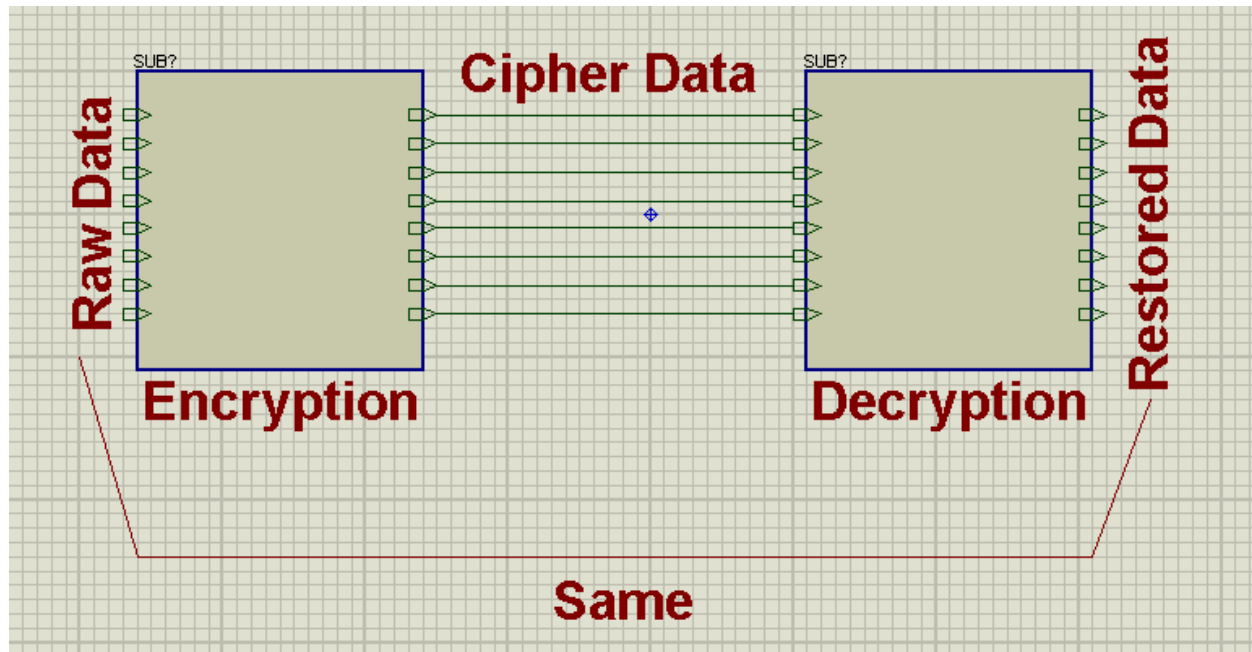 SUB?
Cipher Data
SUB?
Raw Data
Restored Data
Encryption
Decryption
Same